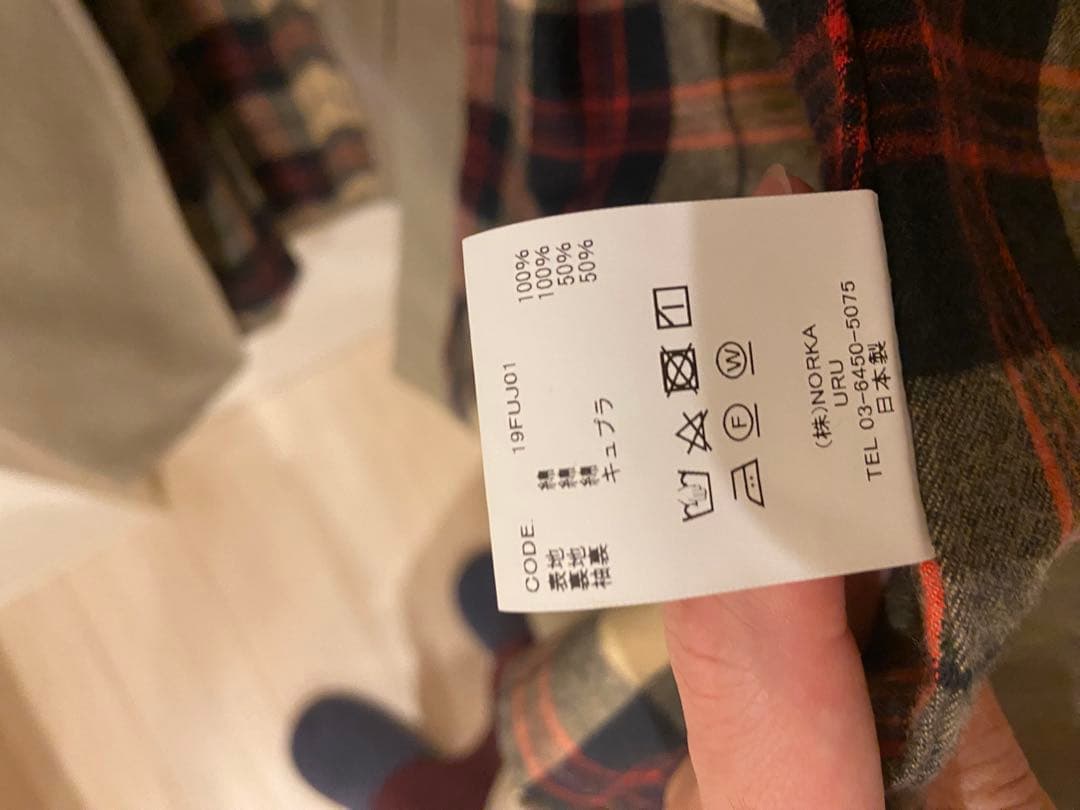 CODE. 19FUJ01
表地 綿 100%
裏地 綿 100%
袖裏 綿 50%
キュプラ 50%
F W
(株)NORKA
URU
TEL 03-6450-5075
日本製